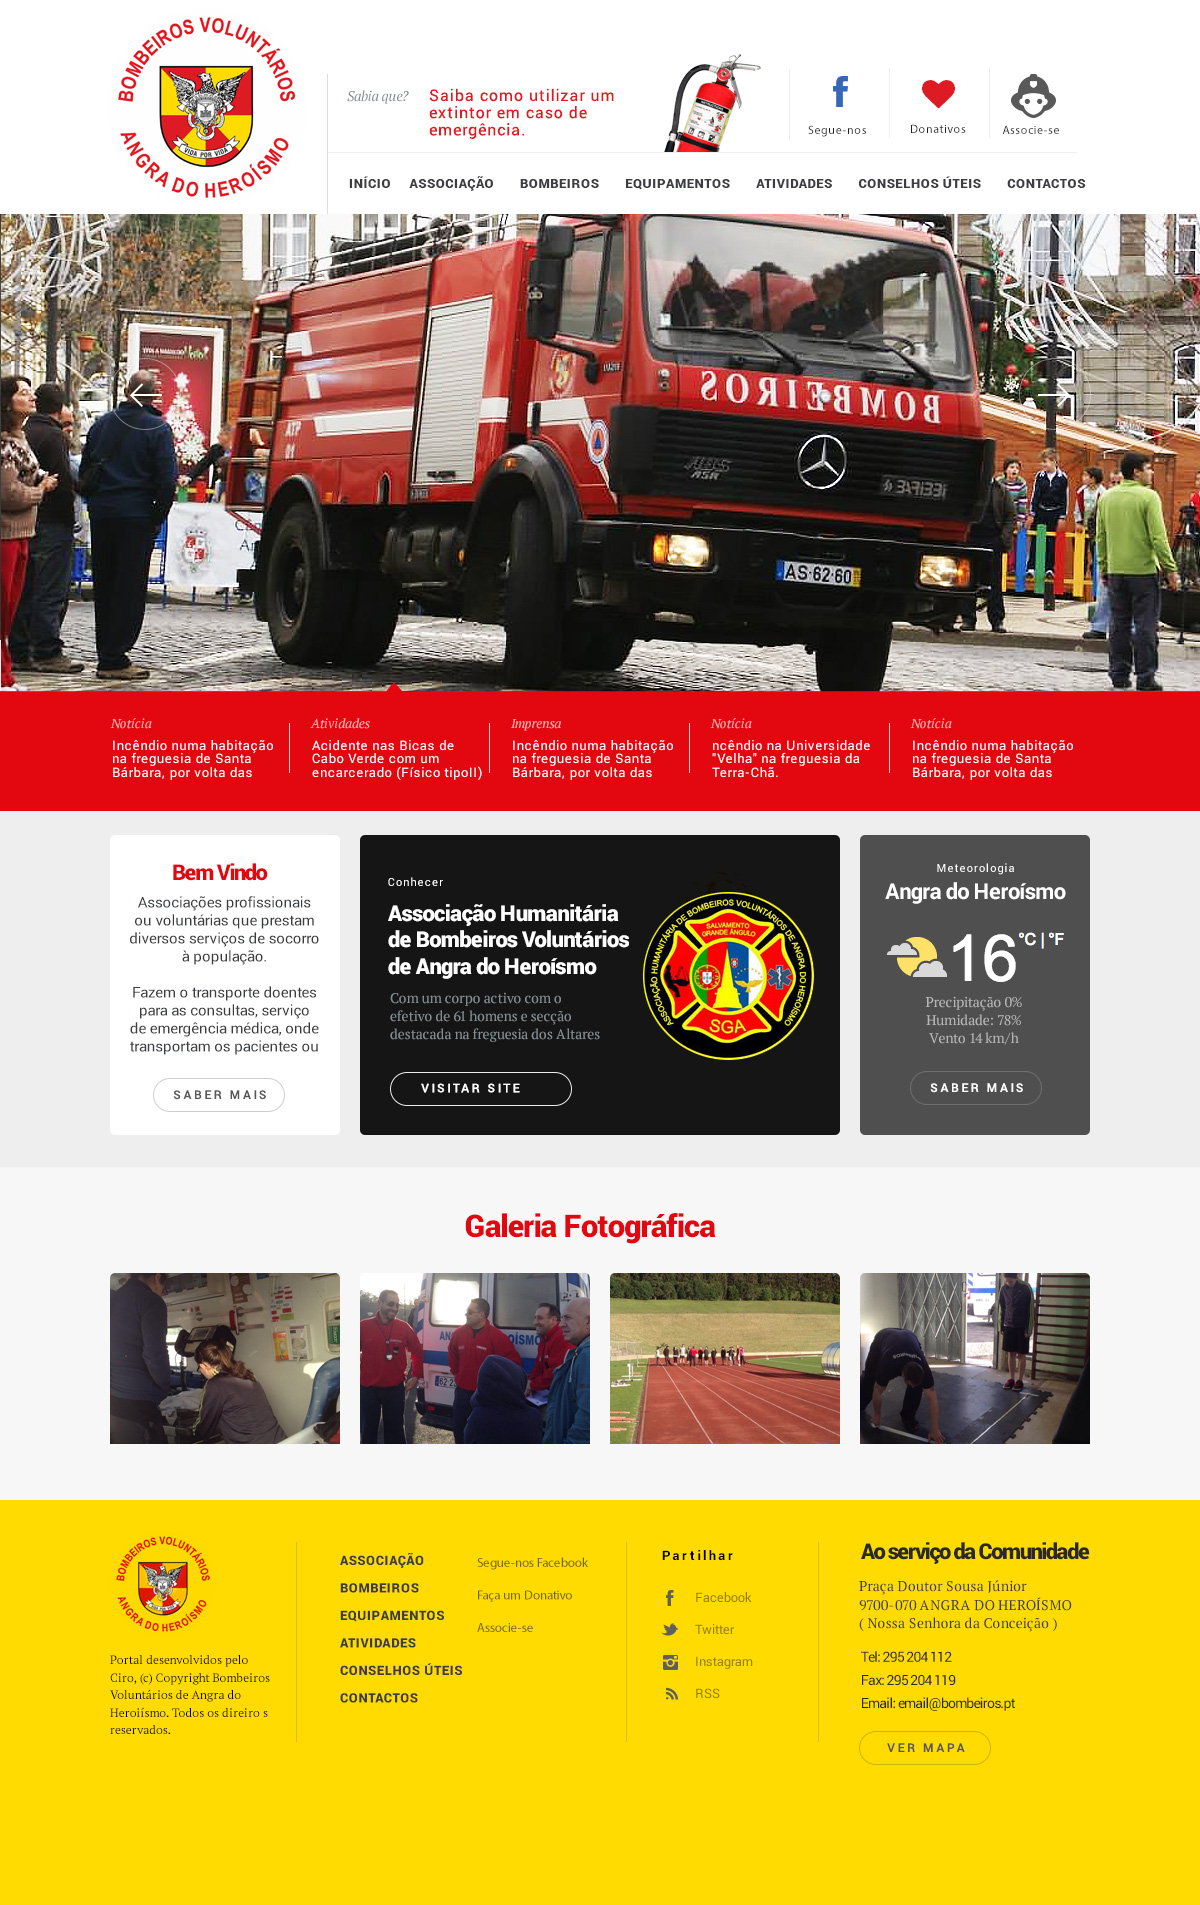 BOMBEIROS VOLUNTÁRIOS
VIDA POR VIDA
ANGRA DO HEROÍSMO
Sabia que?
Saiba como utilizar um
extintor em caso de
emergência.
Segue-nos
Donativos
Associe-se
INÍCIO ASSOCIAÇÃO BOMBEIROS EQUIPAMENTOS ATIVIDADES CONSELHOS ÚTEIS CONTACTOS
ATP
01
BOMBEIROS
ASR
AS-62-60
Notícia
Incêndio numa habitação
na freguesia de Santa
Bárbara, por volta das
Atividades
Acidente nas Bicas de
Cabo Verde com um
encarcerado (Físico tipoII)
Imprensa
Incêndio numa habitação
na freguesia de Santa
Bárbara, por volta das
Notícia
ncêndio na Universidade
"Velha" na freguesia da
Terra-Chã.
Notícia
Incêndio numa habitação
na freguesia de Santa
Bárbara, por volta das
Bem Vindo
Associações profissionais
ou voluntárias que prestam
diversos serviços de socorro
à população.
Fazem o transporte doentes
para as consultas, serviço
de emergência médica, onde
transportam os pacientes ou
SABER MAIS
Conhecer
Associação Humanitária
de Bombeiros Voluntários
de Angra do Heroísmo
Com um corpo activo com o
efetivo de 61 homens e secção
destacada na freguesia dos Altares
VISITAR SITE
ASSOCIAÇÃO HUMANITÁRIA DE BOMBEIROS VOLUNTÁRIOS DE ANGRA DO HEROÍSMO
SALVAMENTO
GRANDE ÂNGULO
SGA
Meteorologia
Angra do Heroísmo
16 °C | °F
Precipitação 0%
Humidade: 78%
Vento 14 km/h
SABER MAIS
Galeria Fotográfica
BOMBEIROS VOLUNTÁRIOS
ANGRA DO HEROÍSMO
Portal desenvolvidos pelo
Ciro, (c) Copyright Bombeiros
Voluntários de Angra do
Heroiísmo. Todos os direiro s
reservados.
ASSOCIAÇÃO
BOMBEIROS
EQUIPAMENTOS
ATIVIDADES
CONSELHOS ÚTEIS
CONTACTOS
Segue-nos Facebook
Faça um Donativo
Associe-se
Partilhar
Facebook
Twitter
Instagram
RSS
Ao serviço da Comunidade
Praça Doutor Sousa Júnior
9700-070 ANGRA DO HEROÍSMO
( Nossa Senhora da Conceição )
Tel: 295 204 112
Fax: 295 204 119
Email: email@bombeiros.pt
VER MAPA